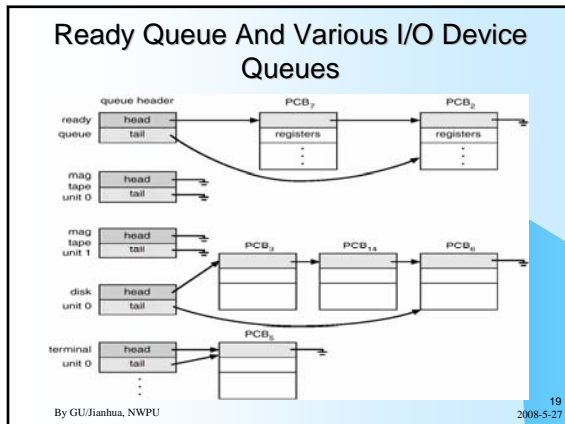 Ready Queue And Various I/O Device
Queues
queue header
PCB7
PCB2
ready
queue
head
tail
registers
registers
mag
tape
unit 0
head
tail
mag
tape
unit 1
head
tail
PCB3
PCB14
PCB6
disk
unit 0
head
tail
PCB5
terminal
unit 0
head
tail
By GU/Jianhua, NWPU
19
2008-5-27